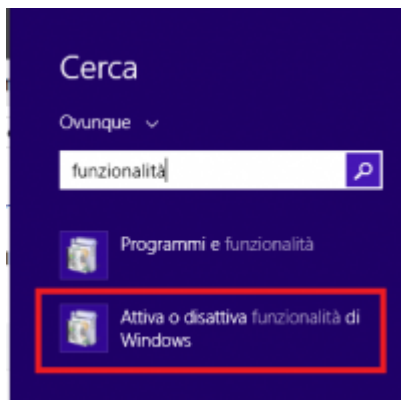 Cerca
Ovunque
funzionalità
Programmi e funzionalità
Attiva o disattiva funzionalità di
Windows